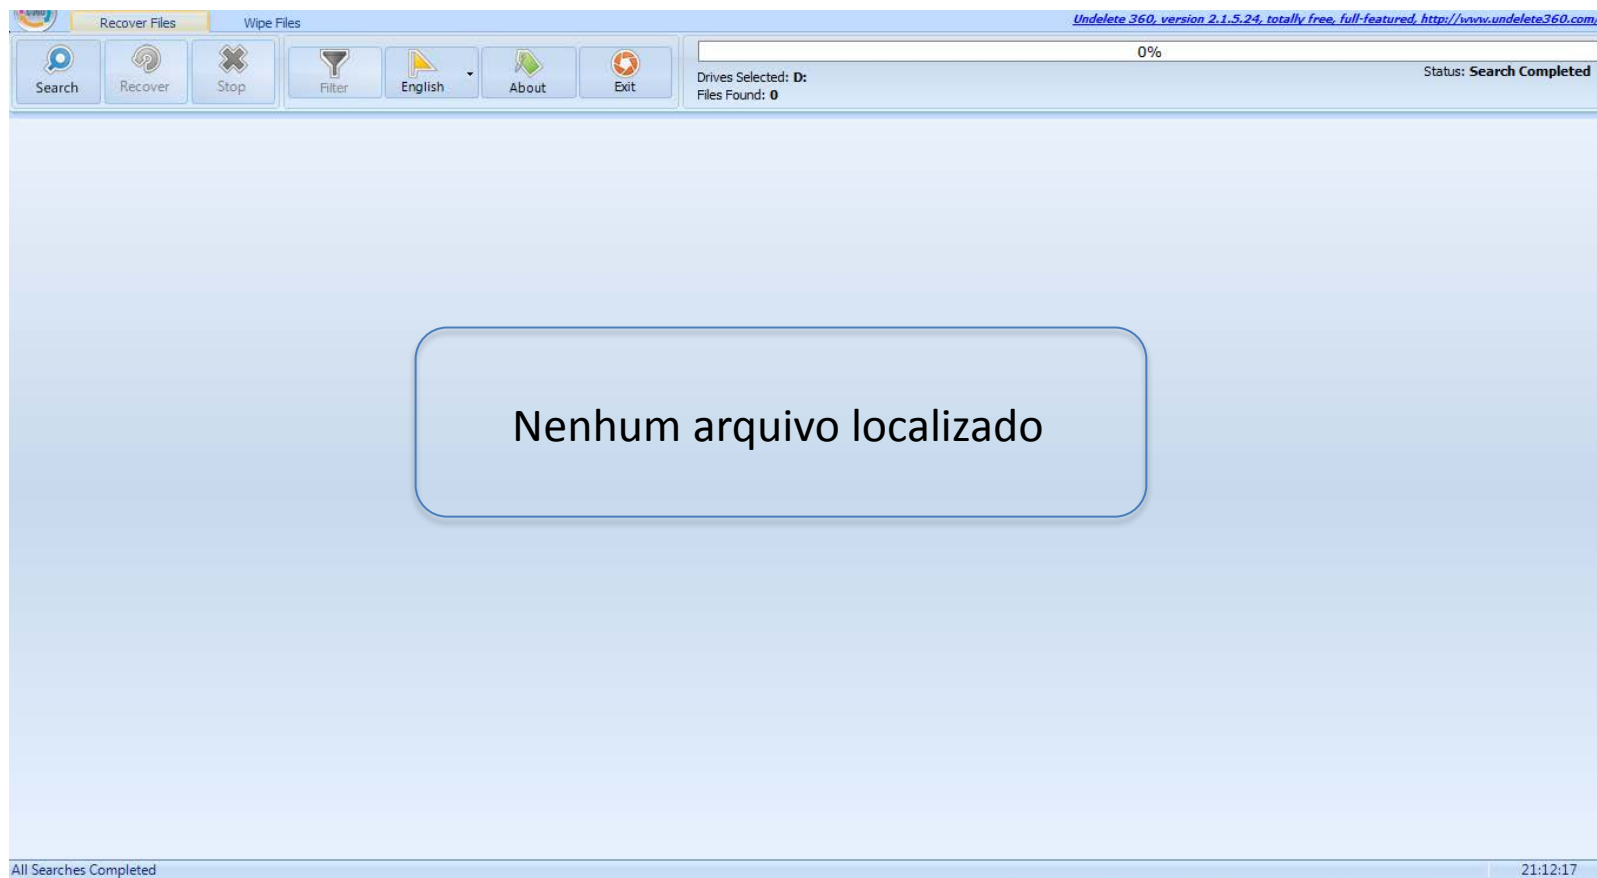 Recover Files
Wipe Files
Undelete 360, version 2.1.5.24, totally free, full-featured, http://www.undelete360.com/
Search
Recover
Stop
Filter
English
About
Exit
0%
Drives Selected: D:
Status: Search Completed
Files Found: 0
Nenhum arquivo localizado
All Searches Completed
21:12:17